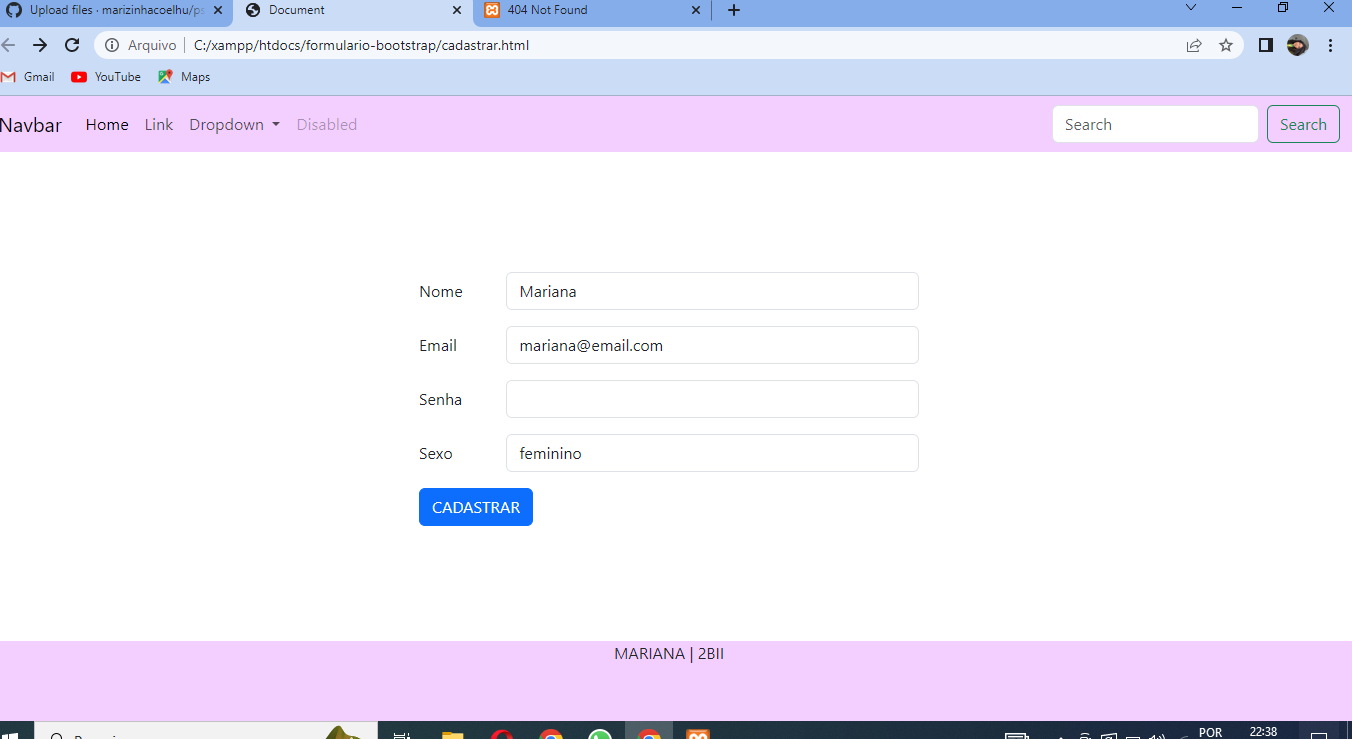 Upload files · marizinhacoelhu/ps
Document
404 Not Found
Arquivo C:/xampp/htdocs/formulario-bootstrap/cadastrar.html
Gmail YouTube Maps
Navbar Home Link Dropdown Disabled Search Search
Nome Mariana
Email mariana@email.com
Senha
Sexo feminino
CADASTRAR
MARIANA | 2BII
POR 22:38